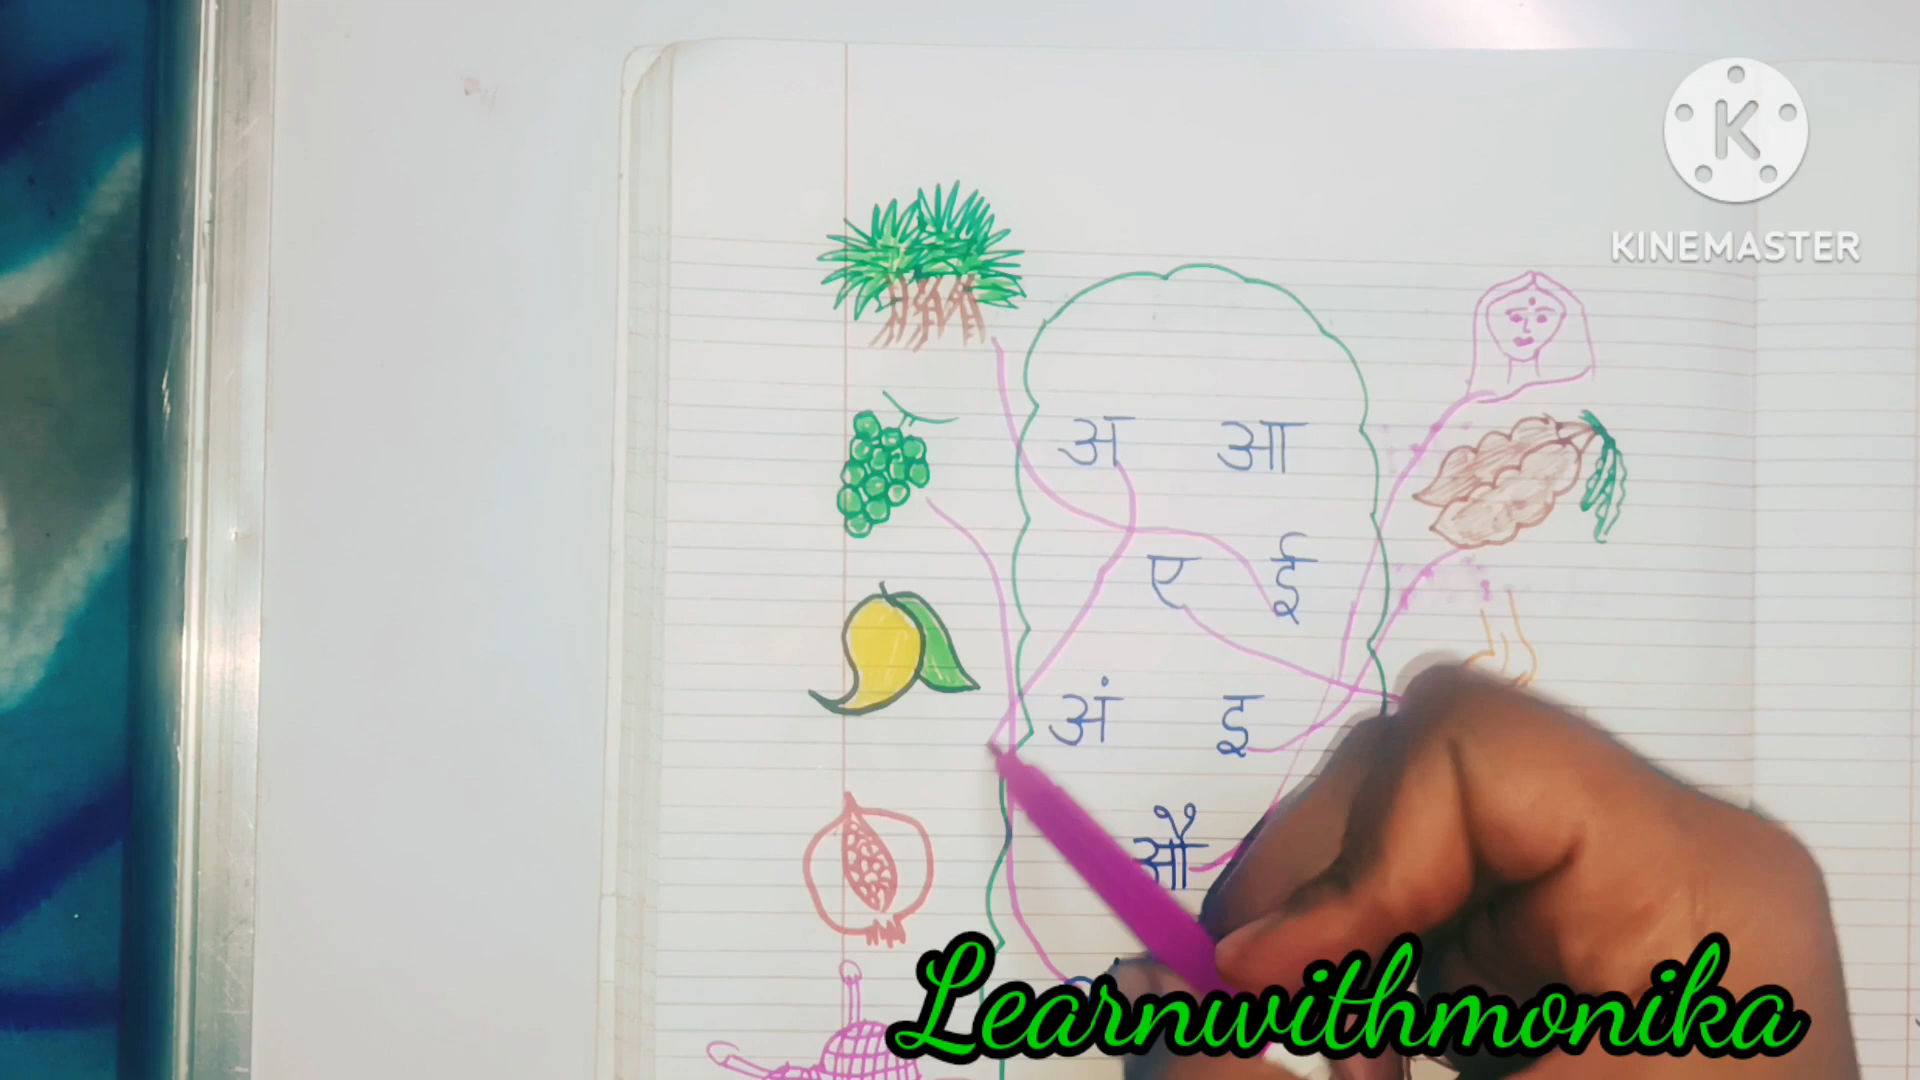 K
KINEMASTER
अ आ
ए ई
अं इ
औ
Learnwithmonika